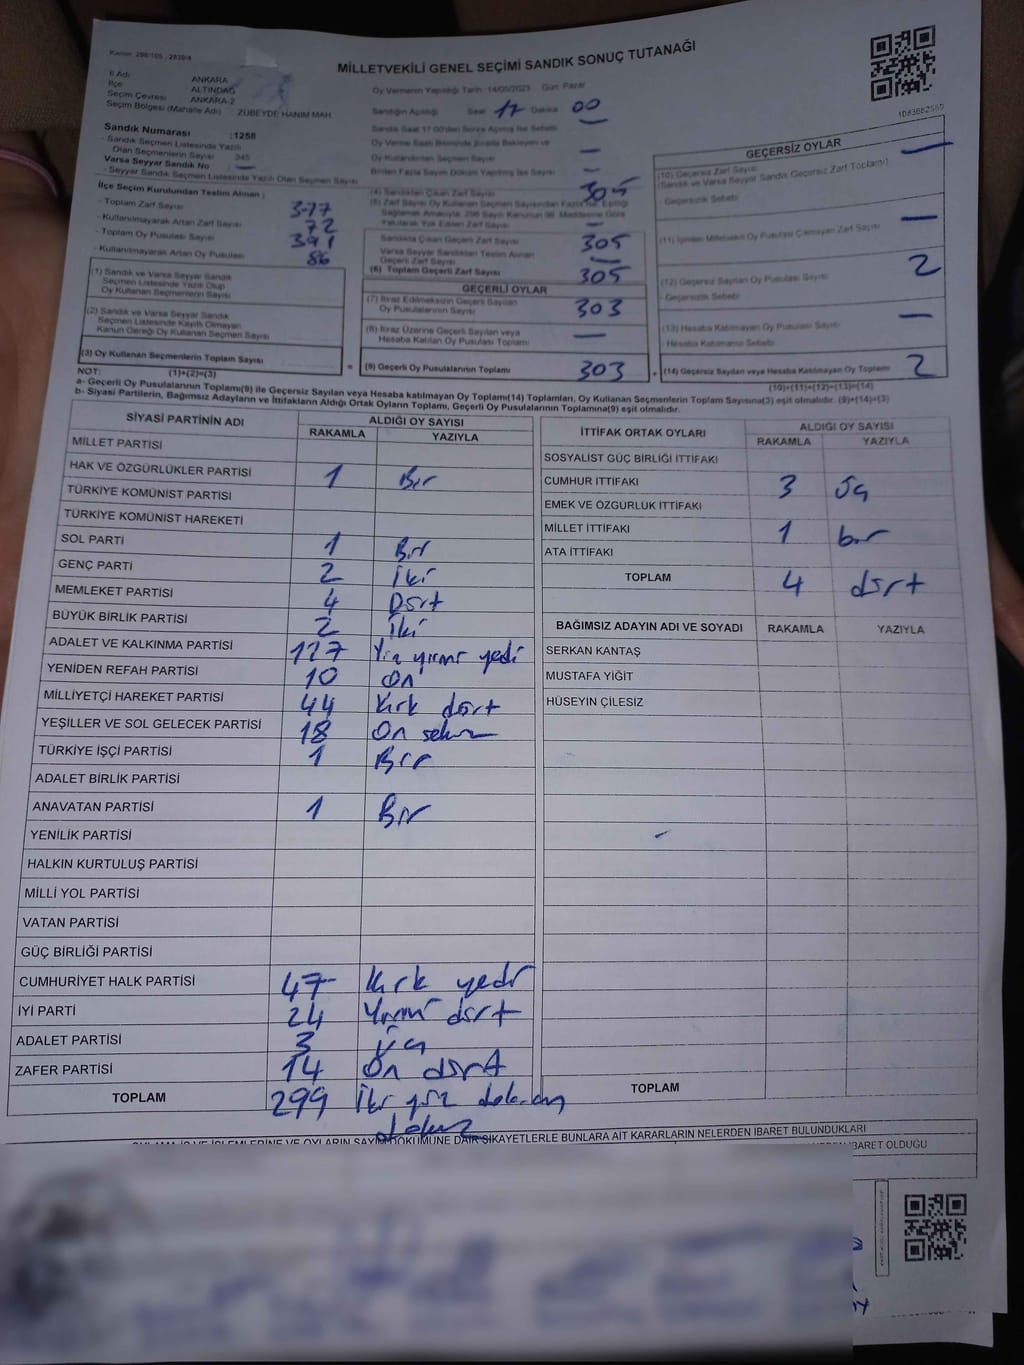 Kanun: 298/105 , 2839/4
MİLLETVEKİLİ GENEL SEÇİMİ SANDIK SONUÇ TUTANAĞI
İl Adı ANKARA
İlçe ALTINDAĞ
Seçim Çevresi ANKARA-2
Seçim Bölgesi (Mahalle Adı) : ZÜBEYDE HANIM MAH.
Sandık Numarası :1258
- Sandık Seçmen Listesinde Yazılı
Olan Seçmenlerin Sayısı 345
Varsa Seyyar Sandık No
- Seyyar Sandık Listesinde Yazılı Olan Seçmen Sayısı
İlçe Seçim Kurulundan Teslim Alınan ;
- Toplam Zarf Sayısı 377
- Kullanılmayarak Artan Zarf Sayısı 72
- Toplam Oy Pusulası Sayısı 391
- Kullanılmayarak Artan Oy Pusulası 86
(1) Sandık ve Varsa Seyyar Sandık
Seçmen Listesinde Yazılı Olup
Oy Kullanan Seçmenlerin Sayısı
(2) Sandık ve Varsa Seyyar Sandık
Seçmen Listesinde Kayıtlı Olmayan
Kanun Gereği Oy Kullanan Seçmen Sayısı
(3) Oy Kullanan Seçmenlerin Toplam Sayısı
(1)+(2)=(3)
Oy Vermenin Yapıldığı Tarih :14/05/2023 Gün: Pazar
Sandığın Açıldığı Saat 17 Dakika 00
Sandık Saat 17.00'den Sonra Açılmış İse Sebebi
Oy Verme Saati Bitiminde Sırada Bekleyen ve
Oy Kullandırılan Seçmen Sayısı —
Birden Fazla Sayım Döküm Yapılmış İse Sayısı —
(4) Sandıktan Çıkan Zarf Sayısı 305
(5) Zarf Sayısı Oy Kullanan Seçmen Sayısından Fazla İse, Eşitliği
Sağlamak Amacıyla, 298 Sayılı Kanunun 98. Maddesine Göre
Yakılarak Yok Edilen Zarf Sayısı —
Sandıkta Çıkan Geçerli Zarf Sayısı 305
Varsa Seyyar Sandıktan Teslim Alınan
Geçerli Zarf Sayısı —
(6) Toplam Geçerli Zarf Sayısı 305
GEÇERLİ OYLAR
(7) İtiraz Edilmeksizin Geçerli Sayılan
Oy Pusulalarının Sayısı 303
(8) İtiraz Üzerine Geçerli Sayılan veya
Hesaba Katılan Oy Pusulası Toplamı —
= (9) Geçerli Oy Pusulalarının Toplamı 303 +
GEÇERSİZ OYLAR
(10) Geçersiz Zarf Sayısı
(Sandık ve Varsa Seyyar Sandık Geçersiz Zarf Toplamı) —
- Geçersizlik Sebebi
(11) İçinden Milletvekili Oy Pusulası Çıkmayan Zarf Sayısı —
(12) Geçersiz Sayılan Oy Pusulası Sayısı 2
- Geçersizlik Sebebi
(13) Hesaba Katılmayan Oy Pusulası Sayısı —
- Hesaba Katılmama Sebebi
(14) Geçersiz Sayılan veya Hesaba Katılmayan Oy Toplamı 2
(10)+(11)+(12)+(13)=(14)
NOT:
a- Geçerli Oy Pusulalarının Toplamı(9) ile Geçersiz Sayılan veya Hesaba katılmayan Oy Toplamı(14) Toplamları, Oy Kullanan Seçmenlerin Toplam Sayısına(3) eşit olmalıdır. (9)+(14)=(3)
b- Siyasi Partilerin, Bağımsız Adayların ve İttifakların Aldığı Ortak Oyların Toplamı, Geçerli Oy Pusulalarının Toplamına(9) eşit olmalıdır.
SİYASİ PARTİNİN ADI ALDIĞI OY SAYISI
RAKAMLA YAZIYLA
MİLLET PARTİSİ
HAK VE ÖZGÜRLÜKLER PARTİSİ 1 Bir
TÜRKİYE KOMÜNİST PARTİSİ
TÜRKİYE KOMÜNİST HAREKETİ
SOL PARTİ 1 Bir
GENÇ PARTİ 2 İki
MEMLEKET PARTİSİ 4 Dört
BÜYÜK BİRLİK PARTİSİ 2 İki
ADALET VE KALKINMA PARTİSİ 127 Yüz yirmi yedi
YENİDEN REFAH PARTİSİ 10 On
MİLLİYETÇİ HAREKET PARTİSİ 44 Kırk dört
YEŞİLLER VE SOL GELECEK PARTİSİ 18 On sekiz
TÜRKİYE İŞÇİ PARTİSİ 1 Bir
ADALET BİRLİK PARTİSİ
ANAVATAN PARTİSİ 1 Bir
YENİLİK PARTİSİ
HALKIN KURTULUŞ PARTİSİ
MİLLİ YOL PARTİSİ
VATAN PARTİSİ
GÜÇ BİRLİĞİ PARTİSİ
CUMHURİYET HALK PARTİSİ 47 Kırk yedi
İYİ PARTİ 24 Yirmi dört
ADALET PARTİSİ 3 Üç
ZAFER PARTİSİ 14 On dört
TOPLAM 299 İki yüz doksan
dokuz
İTTİFAK ORTAK OYLARI ALDIĞI OY SAYISI
RAKAMLA YAZIYLA
SOSYALİST GÜÇ BİRLİĞİ İTTİFAKI
CUMHUR İTTİFAKI 3 üç
EMEK VE ÖZGÜRLÜK İTTİFAKI
MİLLET İTTİFAKI 1 bir
ATA İTTİFAKI
TOPLAM 4 dört
BAĞIMSIZ ADAYIN ADI VE SOYADI RAKAMLA YAZIYLA
SERKAN KANTAŞ
MUSTAFA YİĞİT
HÜSEYİN ÇİLESİZ
TOPLAM
SAYIM DÖKÜMÜNE DAİR ŞİKAYETLERLE BUNLARA AİT KARARLARIN NELERDEN İBARET BULUNDUKLARI
İBARET OLDUĞU